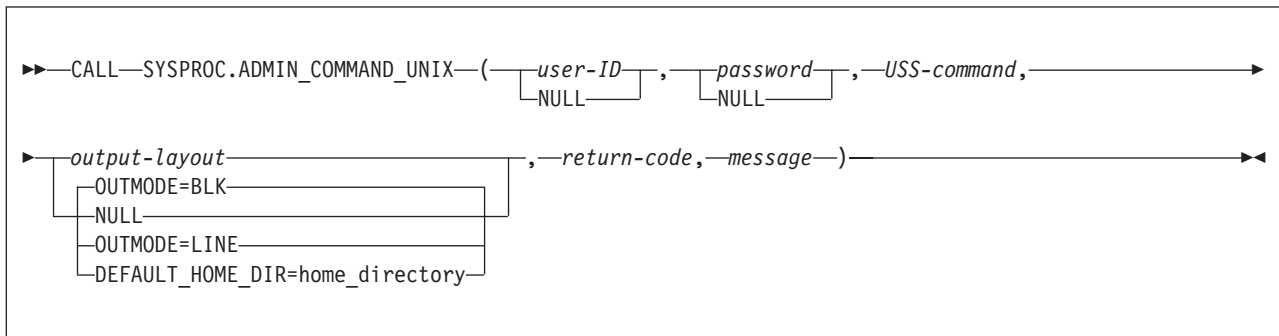 CALL SYSPROC.ADMIN_COMMAND_UNIX ( user-ID , password , USS-command,
NULL NULL
output-layout , return-code, message )
OUTMODE=BLK
NULL
OUTMODE=LINE
DEFAULT_HOME_DIR=home_directory